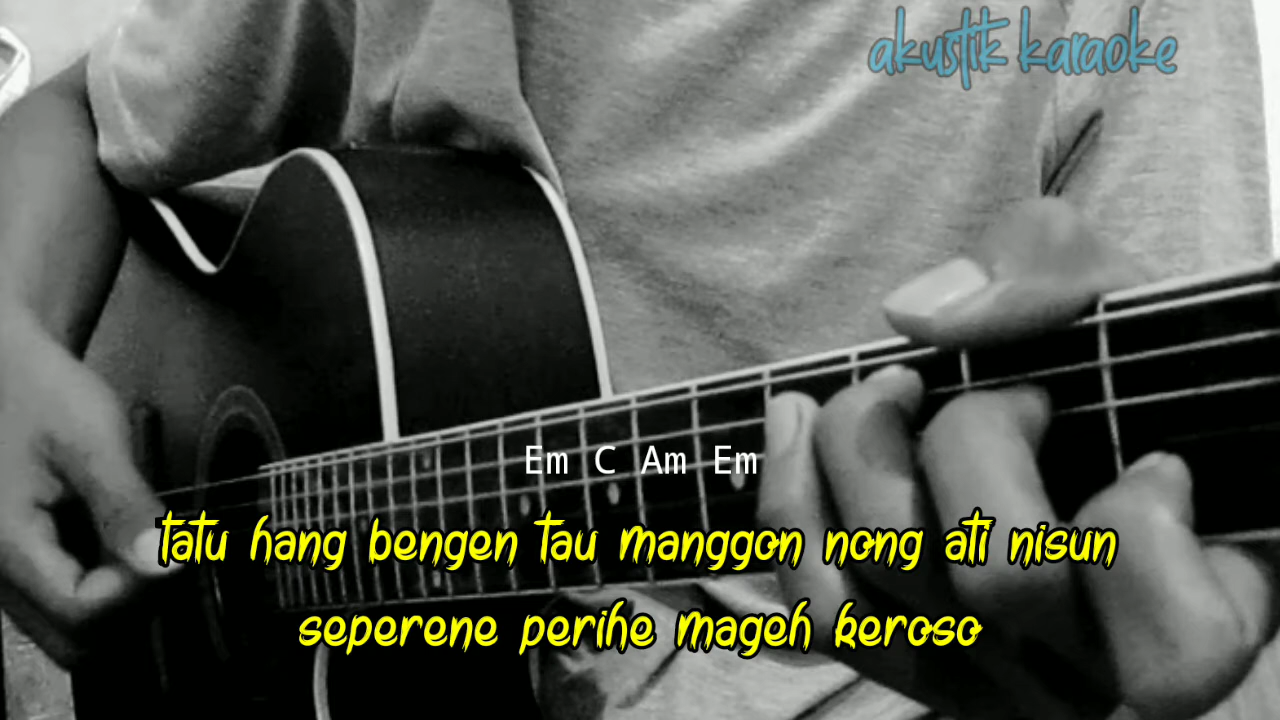 akustik karaoke
Em C Am Em
tatu hang bengen tau manggon nong ati nisun
seperene perihe mageh keroso